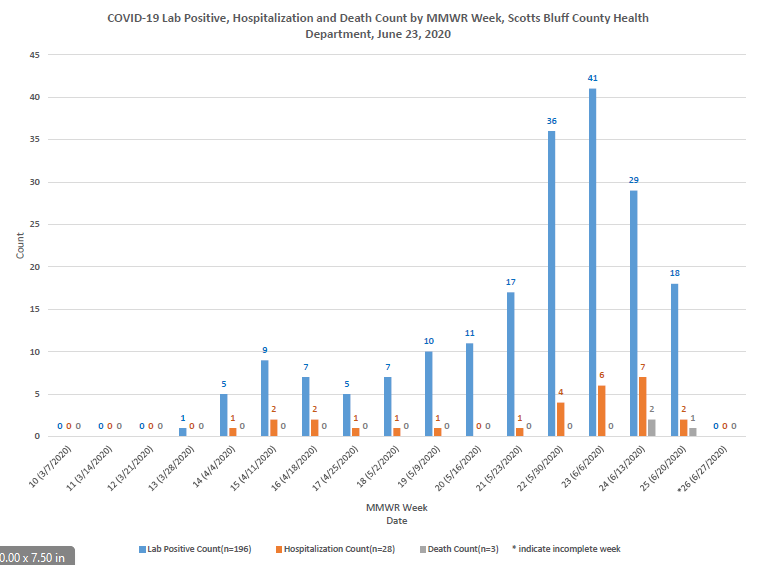 COVID-19 Lab Positive, Hospitalization and Death Count by MMWR Week, Scotts Bluff County Health
Department, June 23, 2020
45
40
35
30
25
20
15
10
5
0
Count
0 0 0
0 0 0
0 0 0
1 0 0
5 1 0
9 2 0
7 2 0
5 1 0
7 1 0
10 1 0
11 0 0
17 1 0
36 4 0
41 6 0
29 7 2
18 2 1
0 0 0
10 (3/7/2020)
11 (3/14/2020)
12 (3/21/2020)
13 (3/28/2020)
14 (4/4/2020)
15 (4/11/2020)
16 (4/18/2020)
17 (4/25/2020)
18 (5/2/2020)
19 (5/9/2020)
20 (5/16/2020)
21 (5/23/2020)
22 (5/30/2020)
23 (6/6/2020)
24 (6/13/2020)
25 (6/20/2020)
*26 (6/27/2020)
MMWR Week
Date
Lab Positive Count(n=196) Hospitalization Count(n=28) Death Count(n=3) * indicate incomplete week
0.00 x 7.50 in